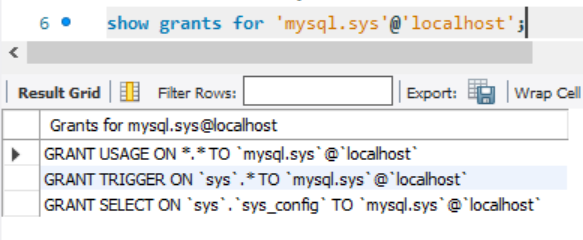 6 show grants for 'mysql.sys'@'localhost';
Result Grid Filter Rows: Export: Wrap Cell
Grants for mysql.sys@localhost
GRANT USAGE ON *.* TO `mysql.sys`@`localhost`
GRANT TRIGGER ON `sys`.* TO `mysql.sys`@`localhost`
GRANT SELECT ON `sys`.`sys_config` TO `mysql.sys`@`localhost`